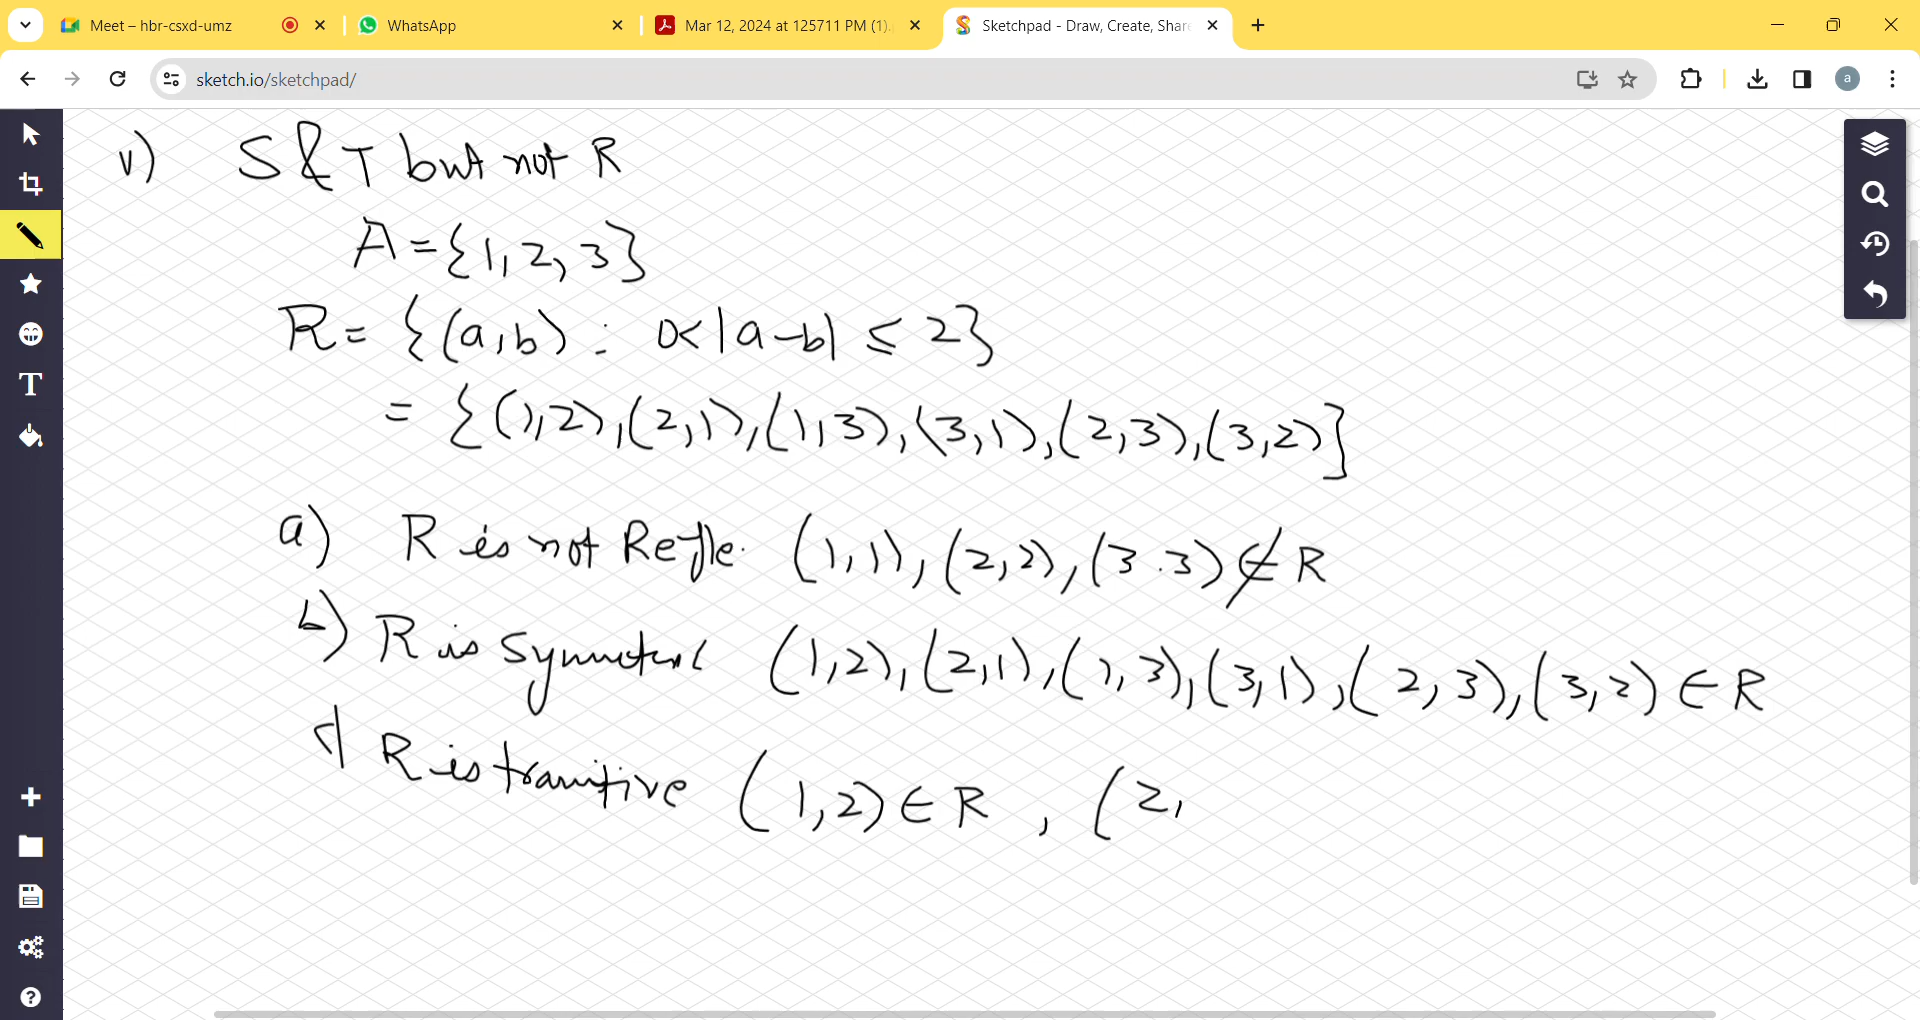 Meet – hbr-csxd-umz
WhatsApp
Mar 12, 2024 at 125711 PM (1).
Sketchpad - Draw, Create, Share
sketch.io/sketchpad/
a
v) S & T but not R
A = {1, 2, 3}
R = {(a, b) : 0 < |a - b| ≤ 2}
= {(1,2), (2,1), (1,3), (3,1), (2,3), (3,2)}
a) R is not Refle. (1,1), (2,2), (3.3) ∉ R
b) R is symmetric (1,2), (2,1), (1,3), (3,1), (2,3), (3,2) ∈ R
c) R is transitive (1,2) ∈ R , (2,
T